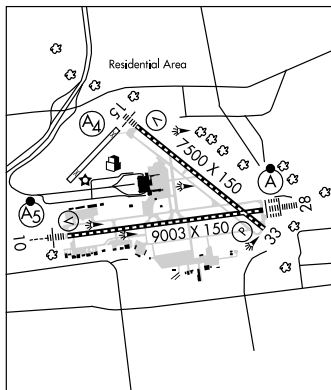 Residential Area
15
V
A4
7500 X 150
A
A5
V
28
10
9003 X 150
P
33